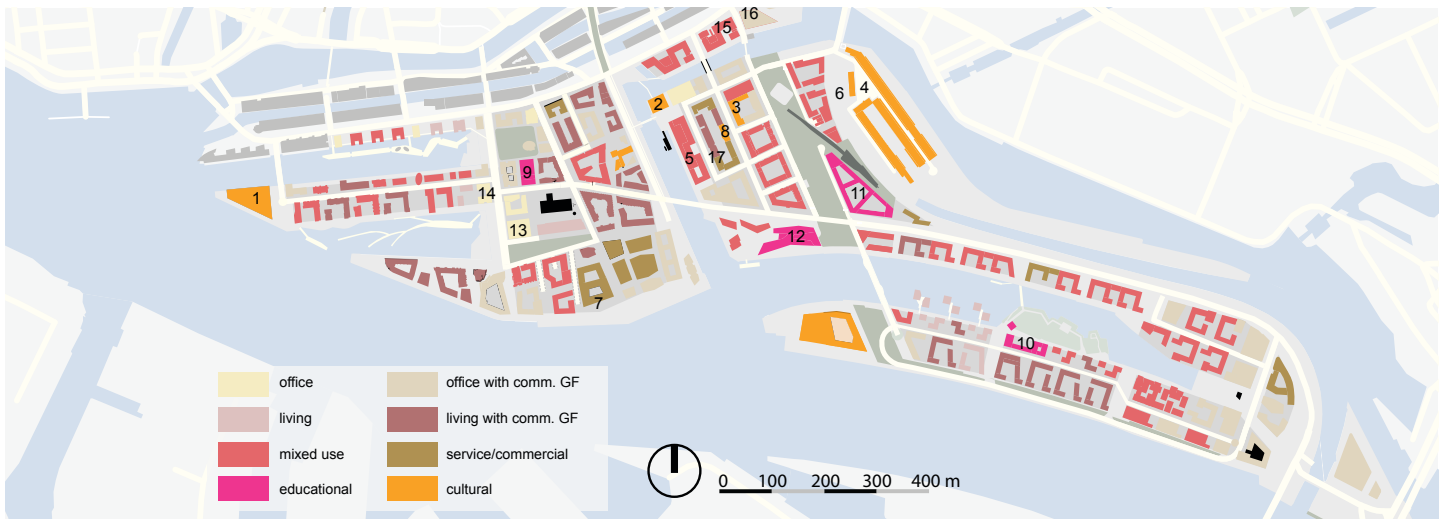 16
15
2
3
6
4
8
5
17
9
11
1
14
13
12
7
10
office
office with comm. GF
living
living with comm. GF
mixed use
service/commercial
educational
cultural
0 100 200 300 400 m